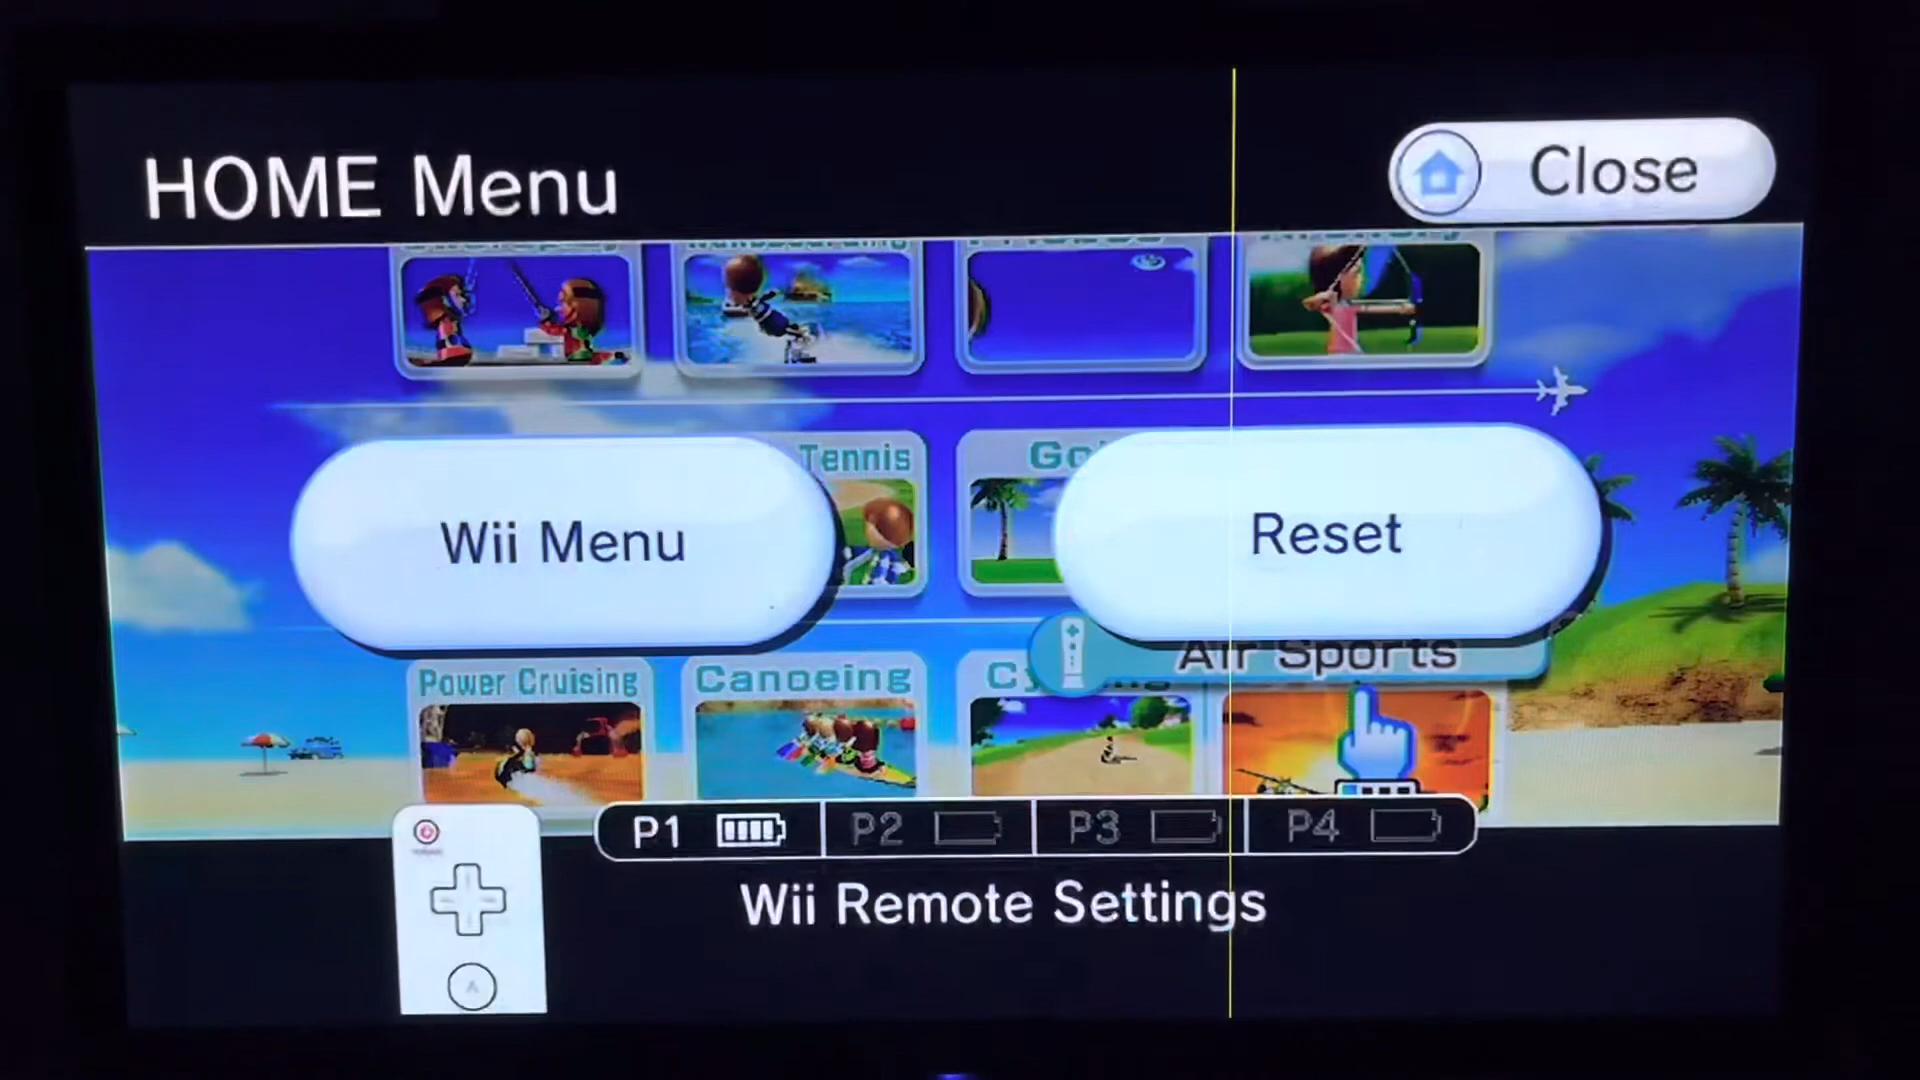 HOME Menu
Close
Tennis
Go
Wii Menu
Reset
Air Sports
Power Cruising
Canoeing
P1
P2
P3
P4
Wii Remote Settings
A